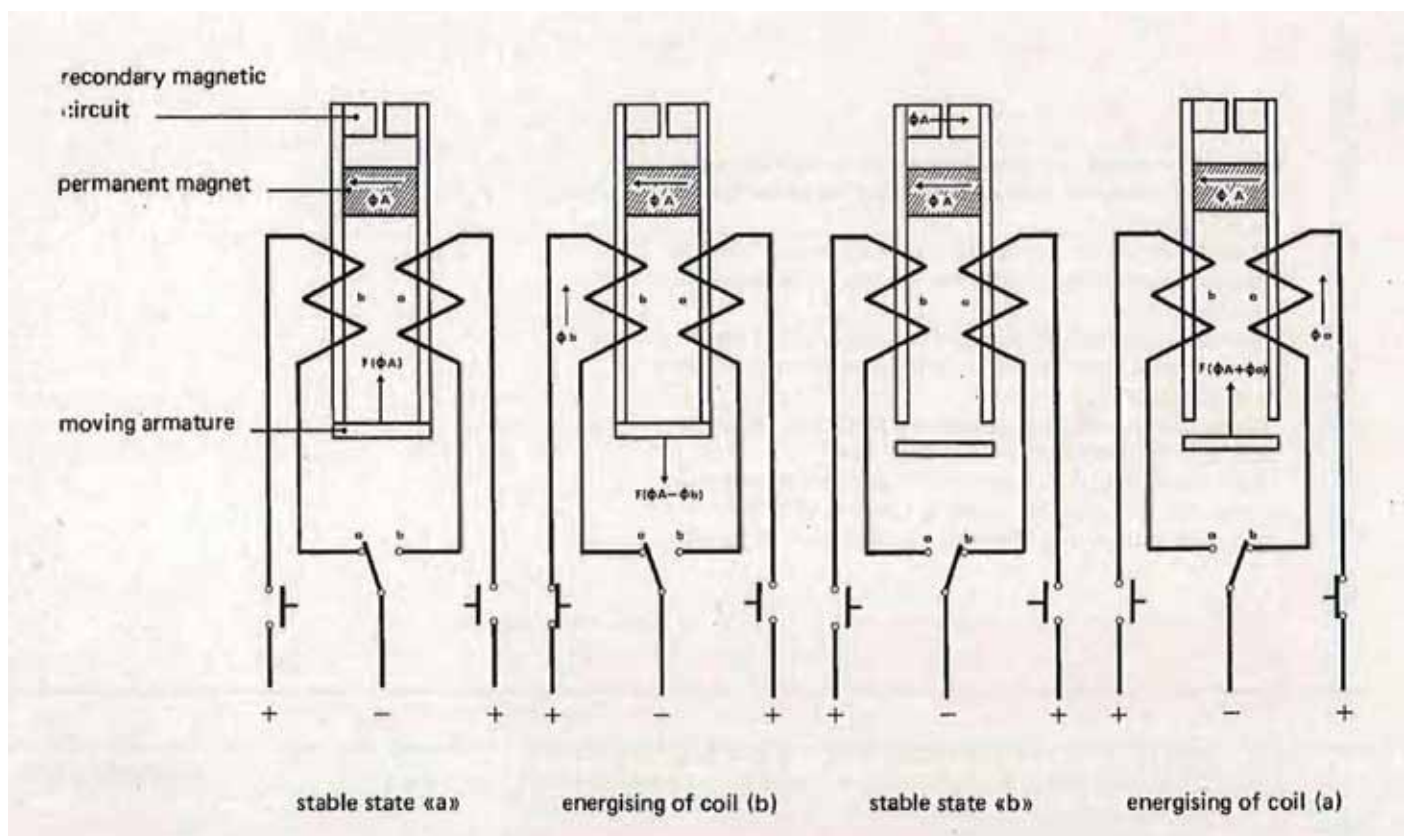 recondary magnetic
circuit
permanent magnet
moving armature
ϕA
b a
F(ϕA)
a b
+ − +
stable state «a»
ϕA
b a
ϕb
F(ϕA−ϕb)
a b
+ − +
energising of coil (b)
ϕA
ϕA
b a
a b
+ − +
stable state «b»
ϕA
b a
ϕa
F(ϕA+ϕa)
a b
+ − +
energising of coil (a)